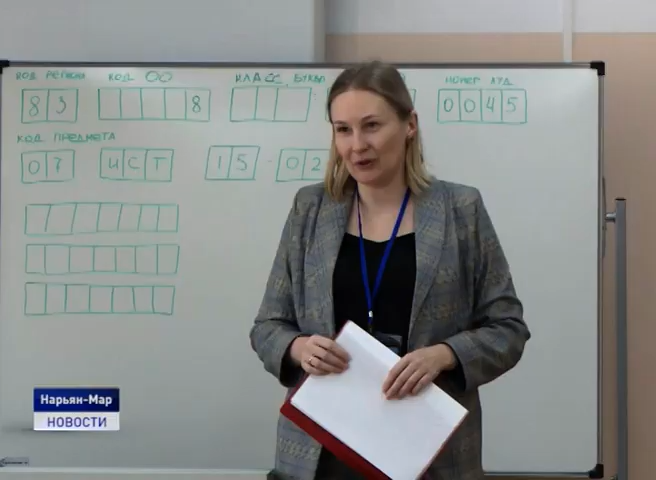 КОД РЕГИОНА КОД ОО КЛАСС БУКВА НОМЕР АУД
83 8 0045
КОД ПРЕДМЕТА
07 ИСТ 15-02
Нарьян-Мар
НОВОСТИ